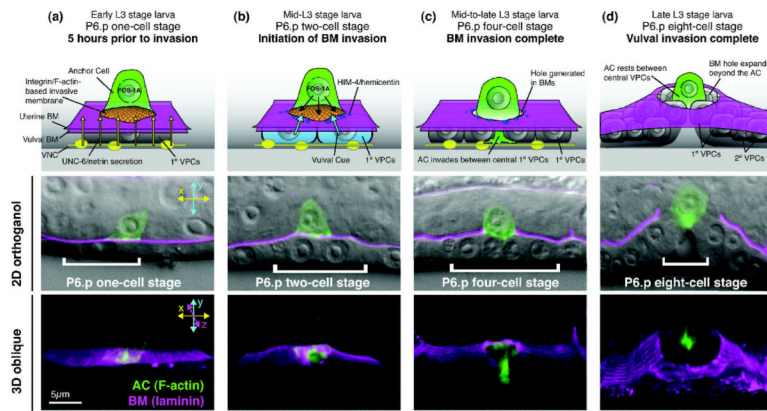 (a) Early L3 stage larva
P6.p one-cell stage
5 hours prior to invasion
(b) Mid-L3 stage larva
P6.p two-cell stage
Initiation of BM invasion
(c) Mid-to-late L3 stage larva
P6.p four-cell stage
BM invasion complete
(d) Late L3 stage larva
P6.p eight-cell stage
Vulval invasion complete
Anchor Cell
FOS-1A
Integrin/F-actin-
based invasive
membrane
Uterine BM
Vulval BM
VNC
UNC-6/netrin secretion
1° VPCs
FOS-1A
HIM-4/hemicentin
Vulval Cue
1° VPCs
Hole generated
in BMs
AC invades between central 1° VPCs
1° VPCs
AC rests between
central VPCs
BM hole expands
beyond the AC
1° VPCs
2° VPCs
2D orthoganol
x
y
P6.p one-cell stage
P6.p two-cell stage
P6.p four-cell stage
P6.p eight-cell stage
3D oblique
x
y
z
5µm
AC (F-actin)
BM (laminin)